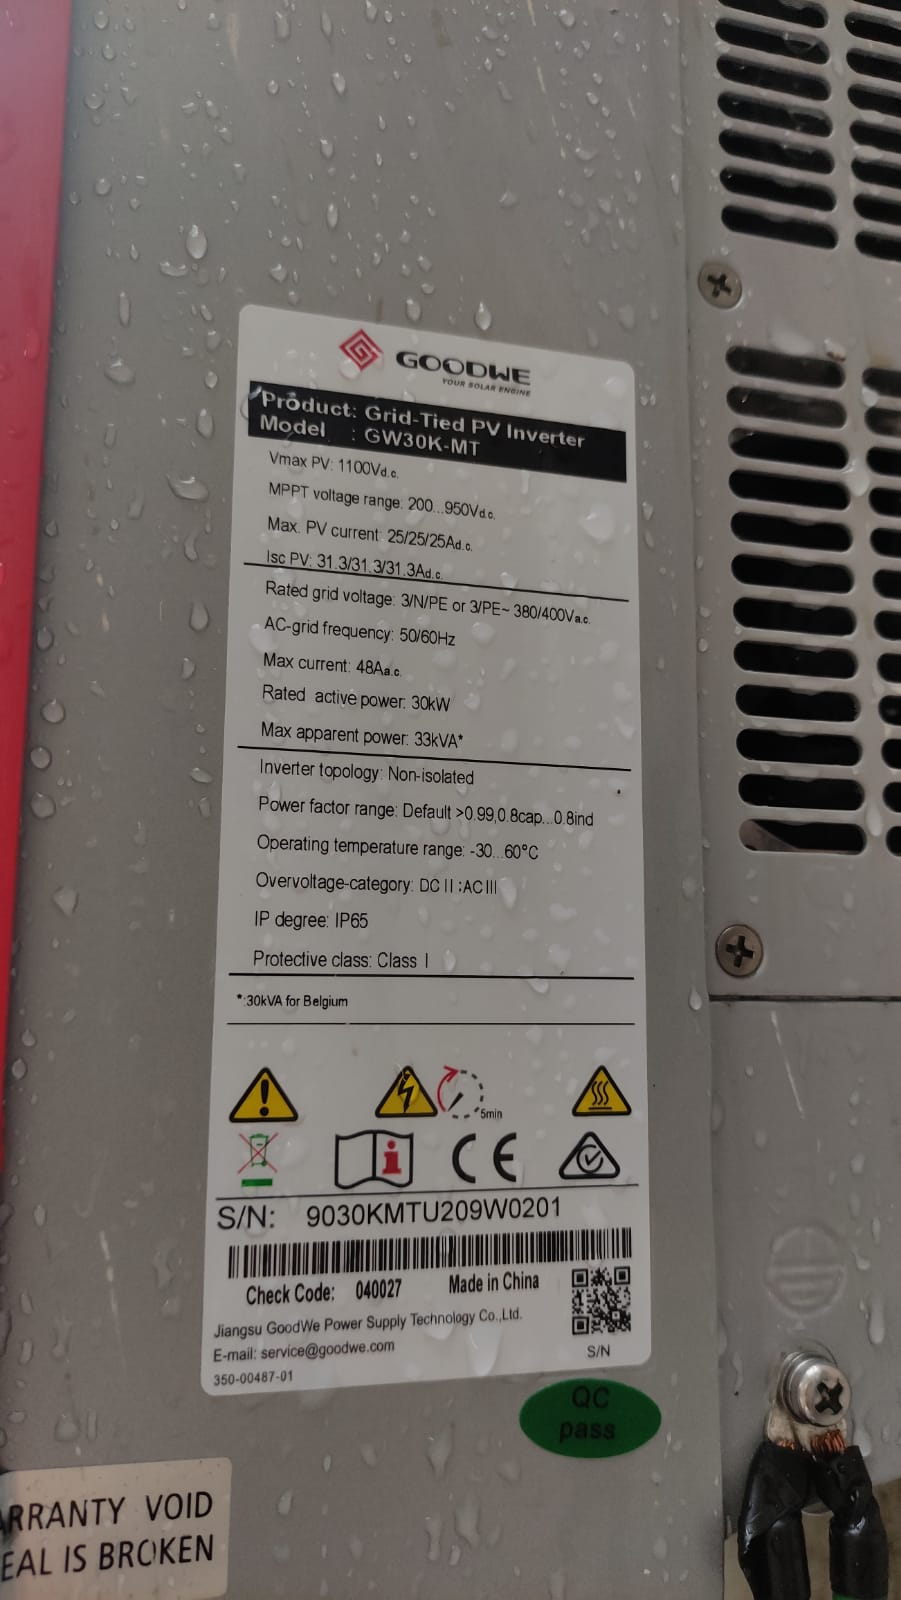 GOODWE
YOUR SOLAR ENGINE
Product: Grid-Tied PV Inverter
Model : GW30K-MT
Vmax PV: 1100Vd.c.
MPPT voltage range: 200...950Vd.c.
Max. PV current: 25/25/25Ad.c.
Isc PV: 31.3/31.3/31.3Ad.c.
Rated grid voltage: 3/N/PE or 3/PE~ 380/400Va.c.
AC-grid frequency: 50/60Hz
Max current: 48Aa.c.
Rated active power: 30kW
Max apparent power: 33kVA*
Inverter topology: Non-isolated
Power factor range: Default >0.99,0.8cap...0.8ind
Operating temperature range: -30...60°C
Overvoltage-category: DC II ;AC III
IP degree: IP65
Protective class: Class I
*:30kVA for Belgium
5min
CE
S/N: 9030KMTU209W0201
Check Code: 040027 Made in China
Jiangsu GoodWe Power Supply Technology Co.,Ltd.
E-mail: service@goodwe.com
S/N
350-00487-01
QC
pass
RRANTY VOID
EAL IS BROKEN